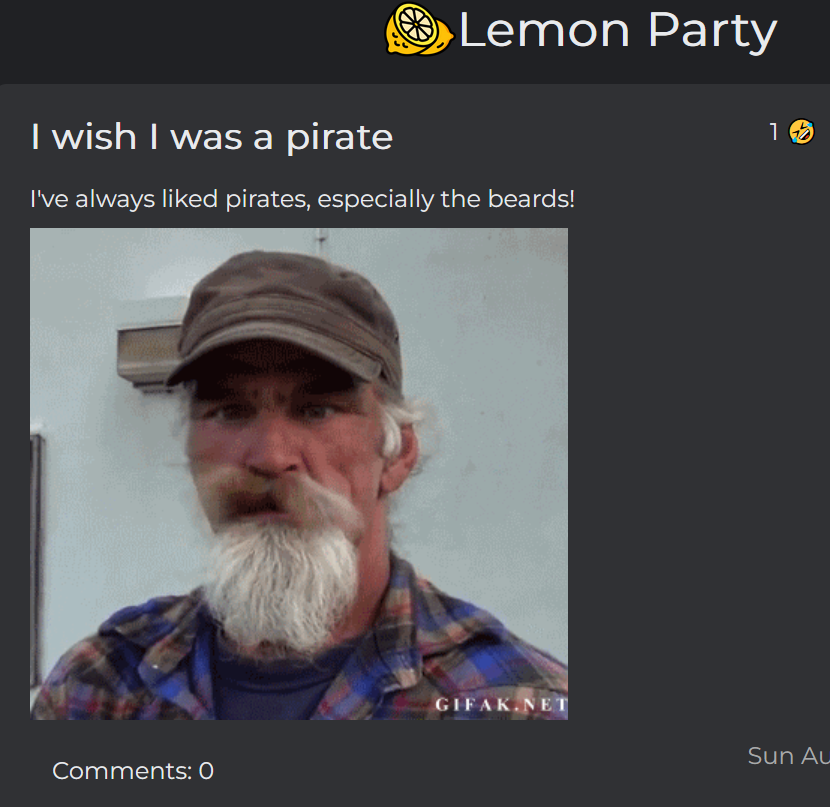 Lemon Party
I wish I was a pirate
1
I've always liked pirates, especially the beards!
GIFAK.NET
Sun Au
Comments: 0